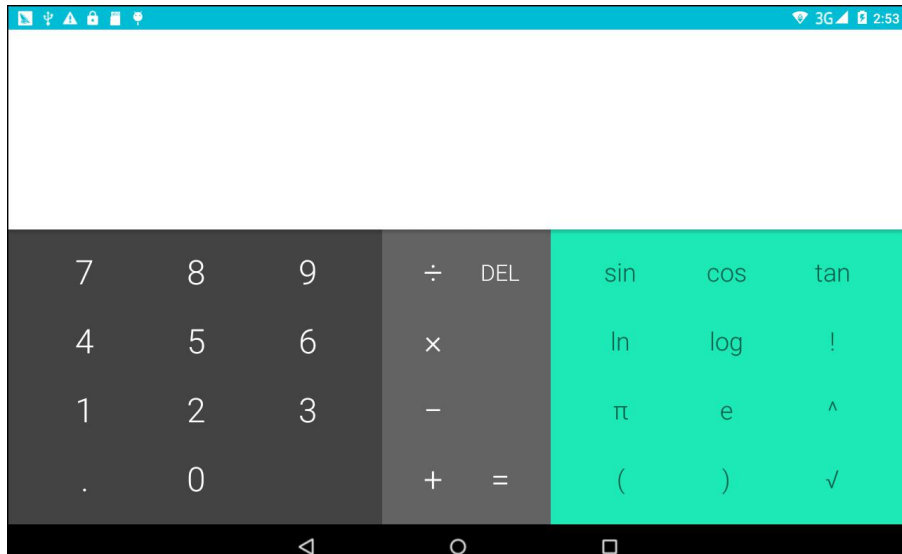 3G 2:53
7 8 9 ÷ DEL sin cos tan
4 5 6 × ln log !
1 2 3 − π e ^
. 0 + = ( ) √